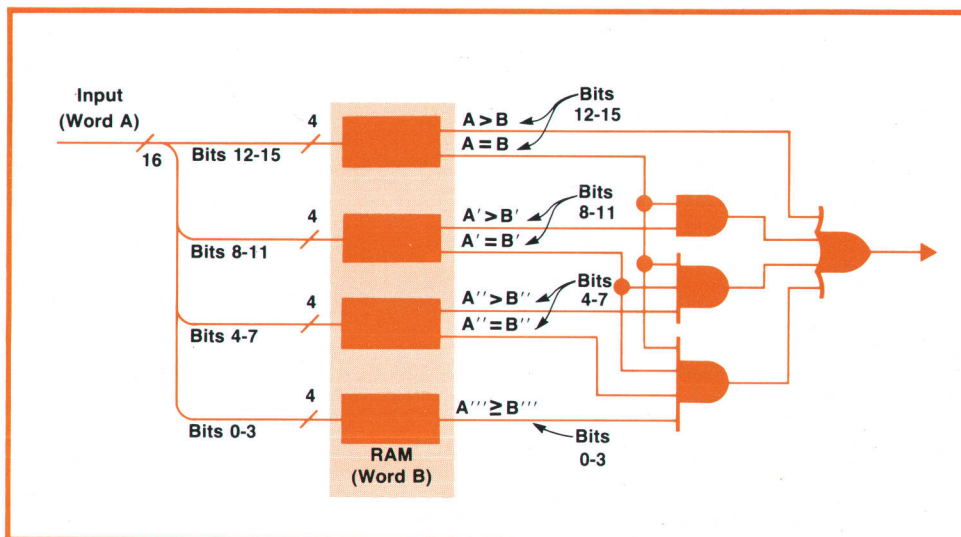 Input
(Word A)
16
Bits 12-15
4
A > B
A = B
Bits
12-15
Bits 8-11
4
A' > B'
A' = B'
Bits
8-11
Bits 4-7
4
A'' > B''
A'' = B''
Bits
4-7
Bits 0-3
4
A''' ≥ B'''
Bits
0-3
RAM
(Word B)